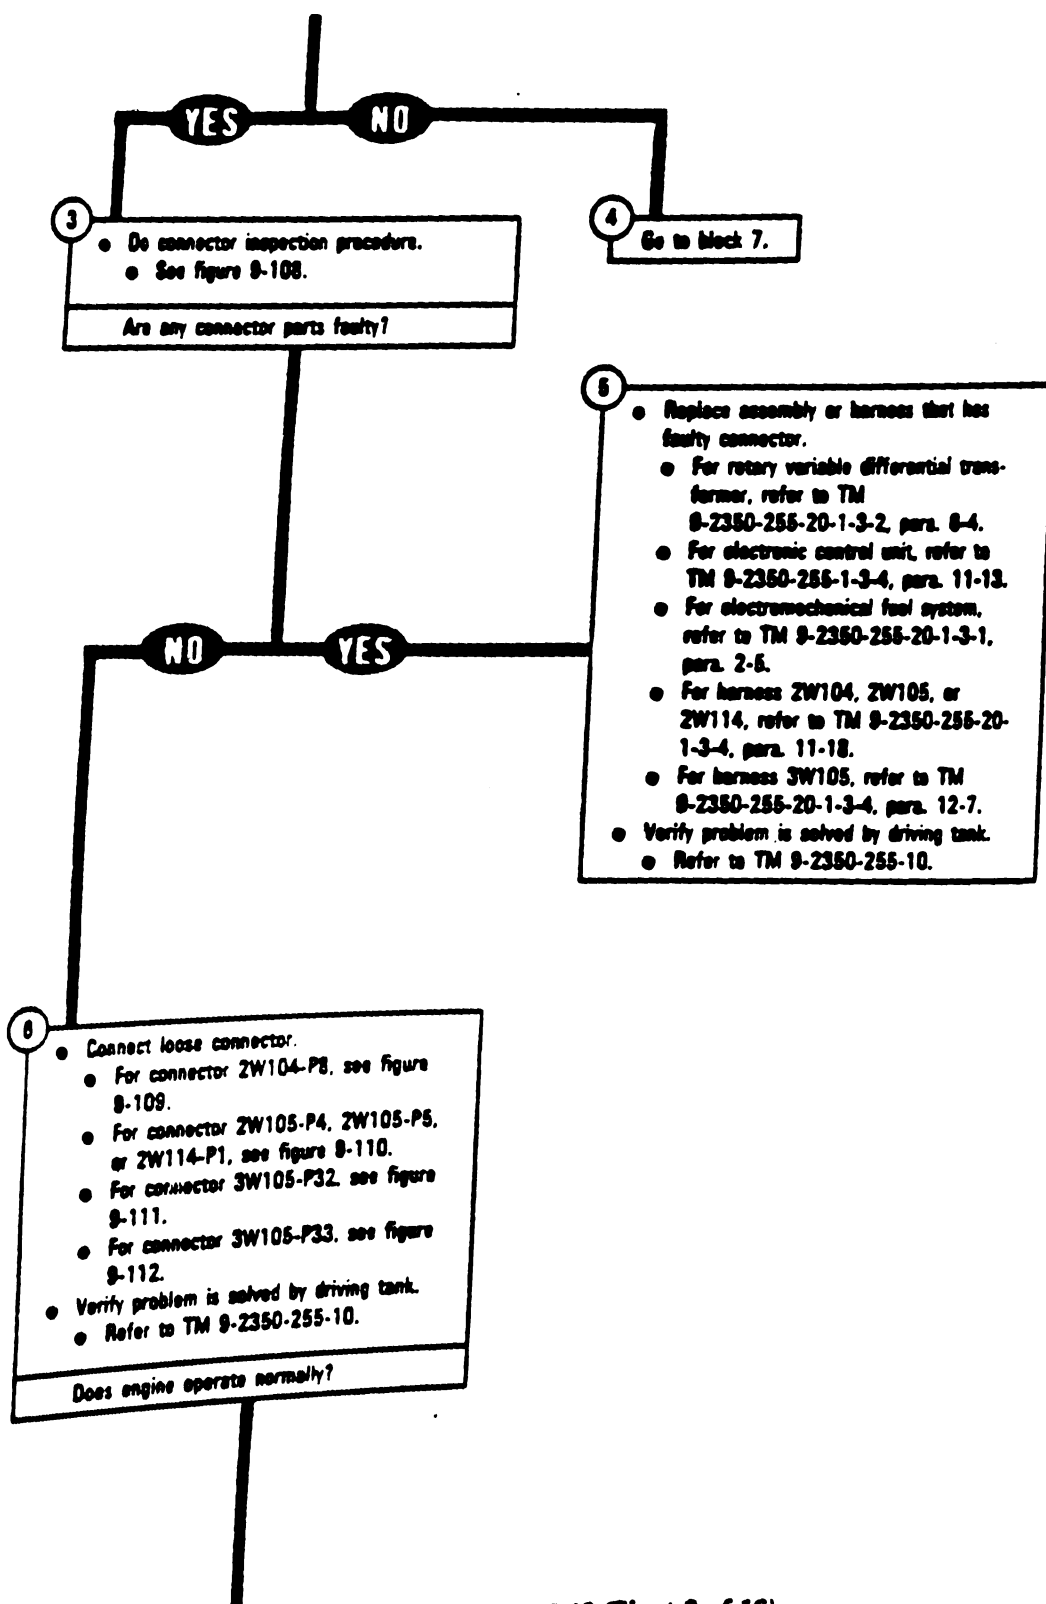 YES NO
3
● Do connector inspection procedure.
● See figure 9-108.
Are any connector parts faulty?
4
Go to block 7.
5
● Replace assembly or harness that has
faulty connector.
● For rotary variable differential trans-
former, refer to TM
9-2350-255-20-1-3-2, para. 6-4.
● For electronic control unit, refer to
TM 9-2350-255-1-3-4, para. 11-13.
● For electromechanical fuel system,
refer to TM 9-2350-255-20-1-3-1,
para. 2-5.
● For harness 2W104, 2W105, or
2W114, refer to TM 9-2350-255-20-
1-3-4, para. 11-18.
● For harness 3W105, refer to TM
9-2350-255-20-1-3-4, para. 12-7.
● Verify problem is solved by driving tank.
● Refer to TM 9-2350-255-10.
NO YES
6
● Connect loose connector.
● For connector 2W104-P8, see figure
9-109.
● For connector 2W105-P4, 2W105-P5,
or 2W114-P1, see figure 9-110.
● For connector 3W105-P32, see figure
9-111.
● For connector 3W105-P33, see figure
9-112.
● Verify problem is solved by driving tank.
● Refer to TM 9-2350-255-10.
Does engine operate normally?